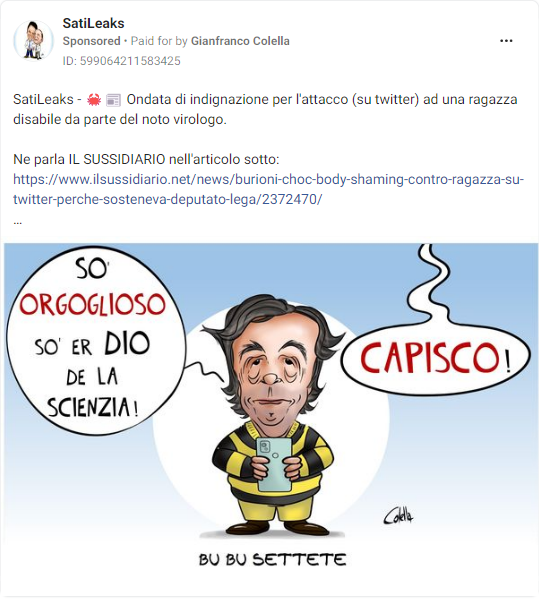 SatiLeaks
Sponsored • Paid for by Gianfranco Colella
ID: 599064211583425
SatiLeaks - 🦀 📰 Ondata di indignazione per l'attacco (su twitter) ad una ragazza
disabile da parte del noto virologo.
Ne parla IL SUSSIDIARIO nell'articolo sotto:
https://www.ilsussidiario.net/news/burioni-choc-body-shaming-contro-ragazza-su-
twitter-perche-sosteneva-deputato-lega/2372470/
...
SO'
ORGOGLIOSO
SO' ER DIO
DE LA
SCIENZIA!
CAPISCO!
Colella
BU BU SETTETE